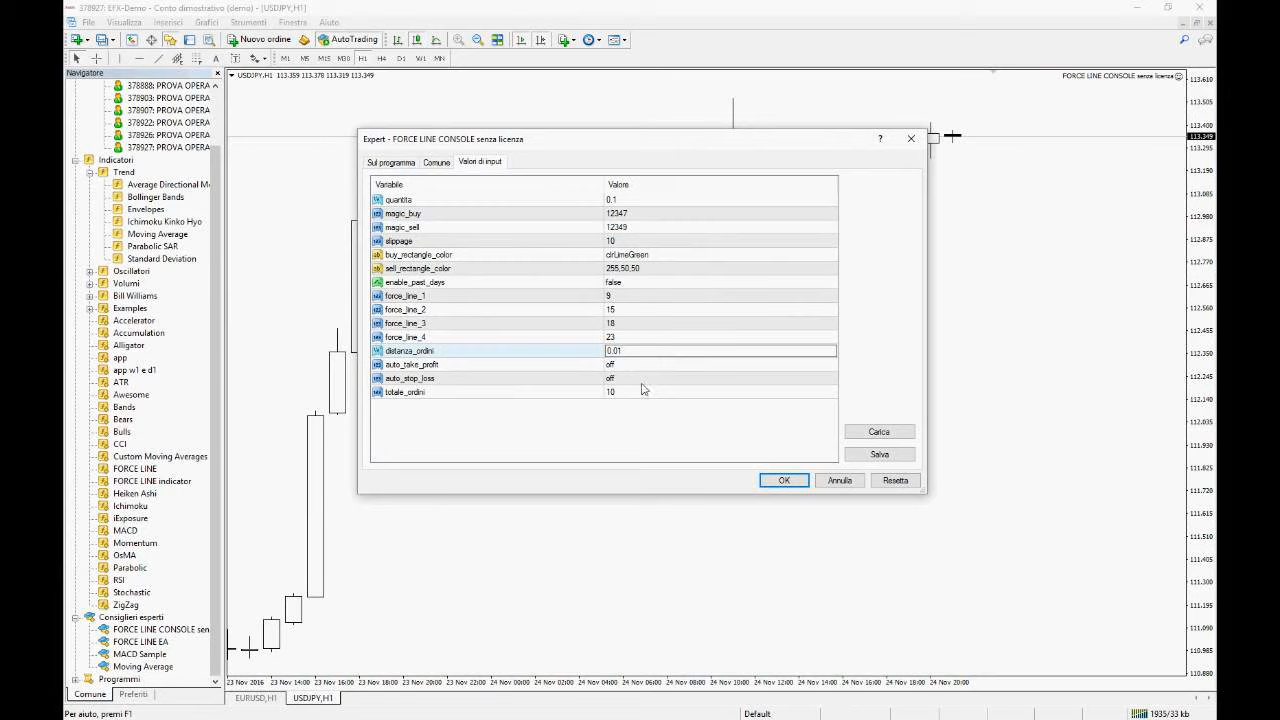 378927: EFX-Demo - Conto dimostrativo (demo) - [USDJPY,H1]
File Visualizza Inserisci Grafici Strumenti Finestra Aiuto
Nuovo ordine AutoTrading
M1 M5 M15 M30 H1 H4 D1 W1 MN
Navigatore
378888: PROVA OPERA
378903: PROVA OPERA
378907: PROVA OPERA
378922: PROVA OPERA
378926: PROVA OPERA
378927: PROVA OPERA
Indicatori
Trend
Average Directional M
Bollinger Bands
Envelopes
Ichimoku Kinko Hyo
Moving Average
Parabolic SAR
Standard Deviation
Oscillatori
Volumi
Bill Williams
Examples
Accelerator
Accumulation
Alligator
app
app w1 e d1
ATR
Awesome
Bands
Bears
Bulls
CCI
Custom Moving Averages
FORCE LINE
FORCE LINE indicator
Heiken Ashi
Ichimoku
iExposure
MACD
Momentum
OsMA
Parabolic
RSI
Stochastic
ZigZag
Consiglieri esperti
FORCE LINE CONSOLE sen
FORCE LINE EA
MACD Sample
Moving Average
Programmi
Comune Preferiti
USDJPY,H1 113.359 113.378 113.319 113.349
FORCE LINE CONSOLE senza licenza
Expert - FORCE LINE CONSOLE senza licenza
Sul programma Comune Valori di input
Variabile Valore
quantita 0.1
magic_buy 12347
magic_sell 12349
slippage 10
buy_rectangle_color clrLimeGreen
sell_rectangle_color 255,50,50
enable_past_days false
force_line_1 9
force_line_2 15
force_line_3 18
force_line_4 23
distanza_ordini 0.01
auto_take_profit off
auto_stop_loss off
totale_ordini 10
Carica
Salva
OK Annulla Resetta
113.610
113.505
113.400
113.349
113.295
113.190
113.085
112.980
112.875
112.770
112.660
112.555
112.450
112.345
112.240
112.135
112.030
111.925
111.825
111.720
111.615
111.510
111.405
111.300
111.195
111.090
110.985
110.880
23 Nov 2016 23 Nov 14:00 23 Nov 16:00 23 Nov 18:00 23 Nov 20:00 23 Nov 22:00 24 Nov 00:00 24 Nov 02:00 24 Nov 04:00 24 Nov 06:00 24 Nov 08:00 24 Nov 10:00 24 Nov 12:00 24 Nov 14:00 24 Nov 16:00 24 Nov 18:00 24 Nov 20:00
EURUSD,H1 USDJPY,H1
Per aiuto, premi F1 Default 1935/33 kb